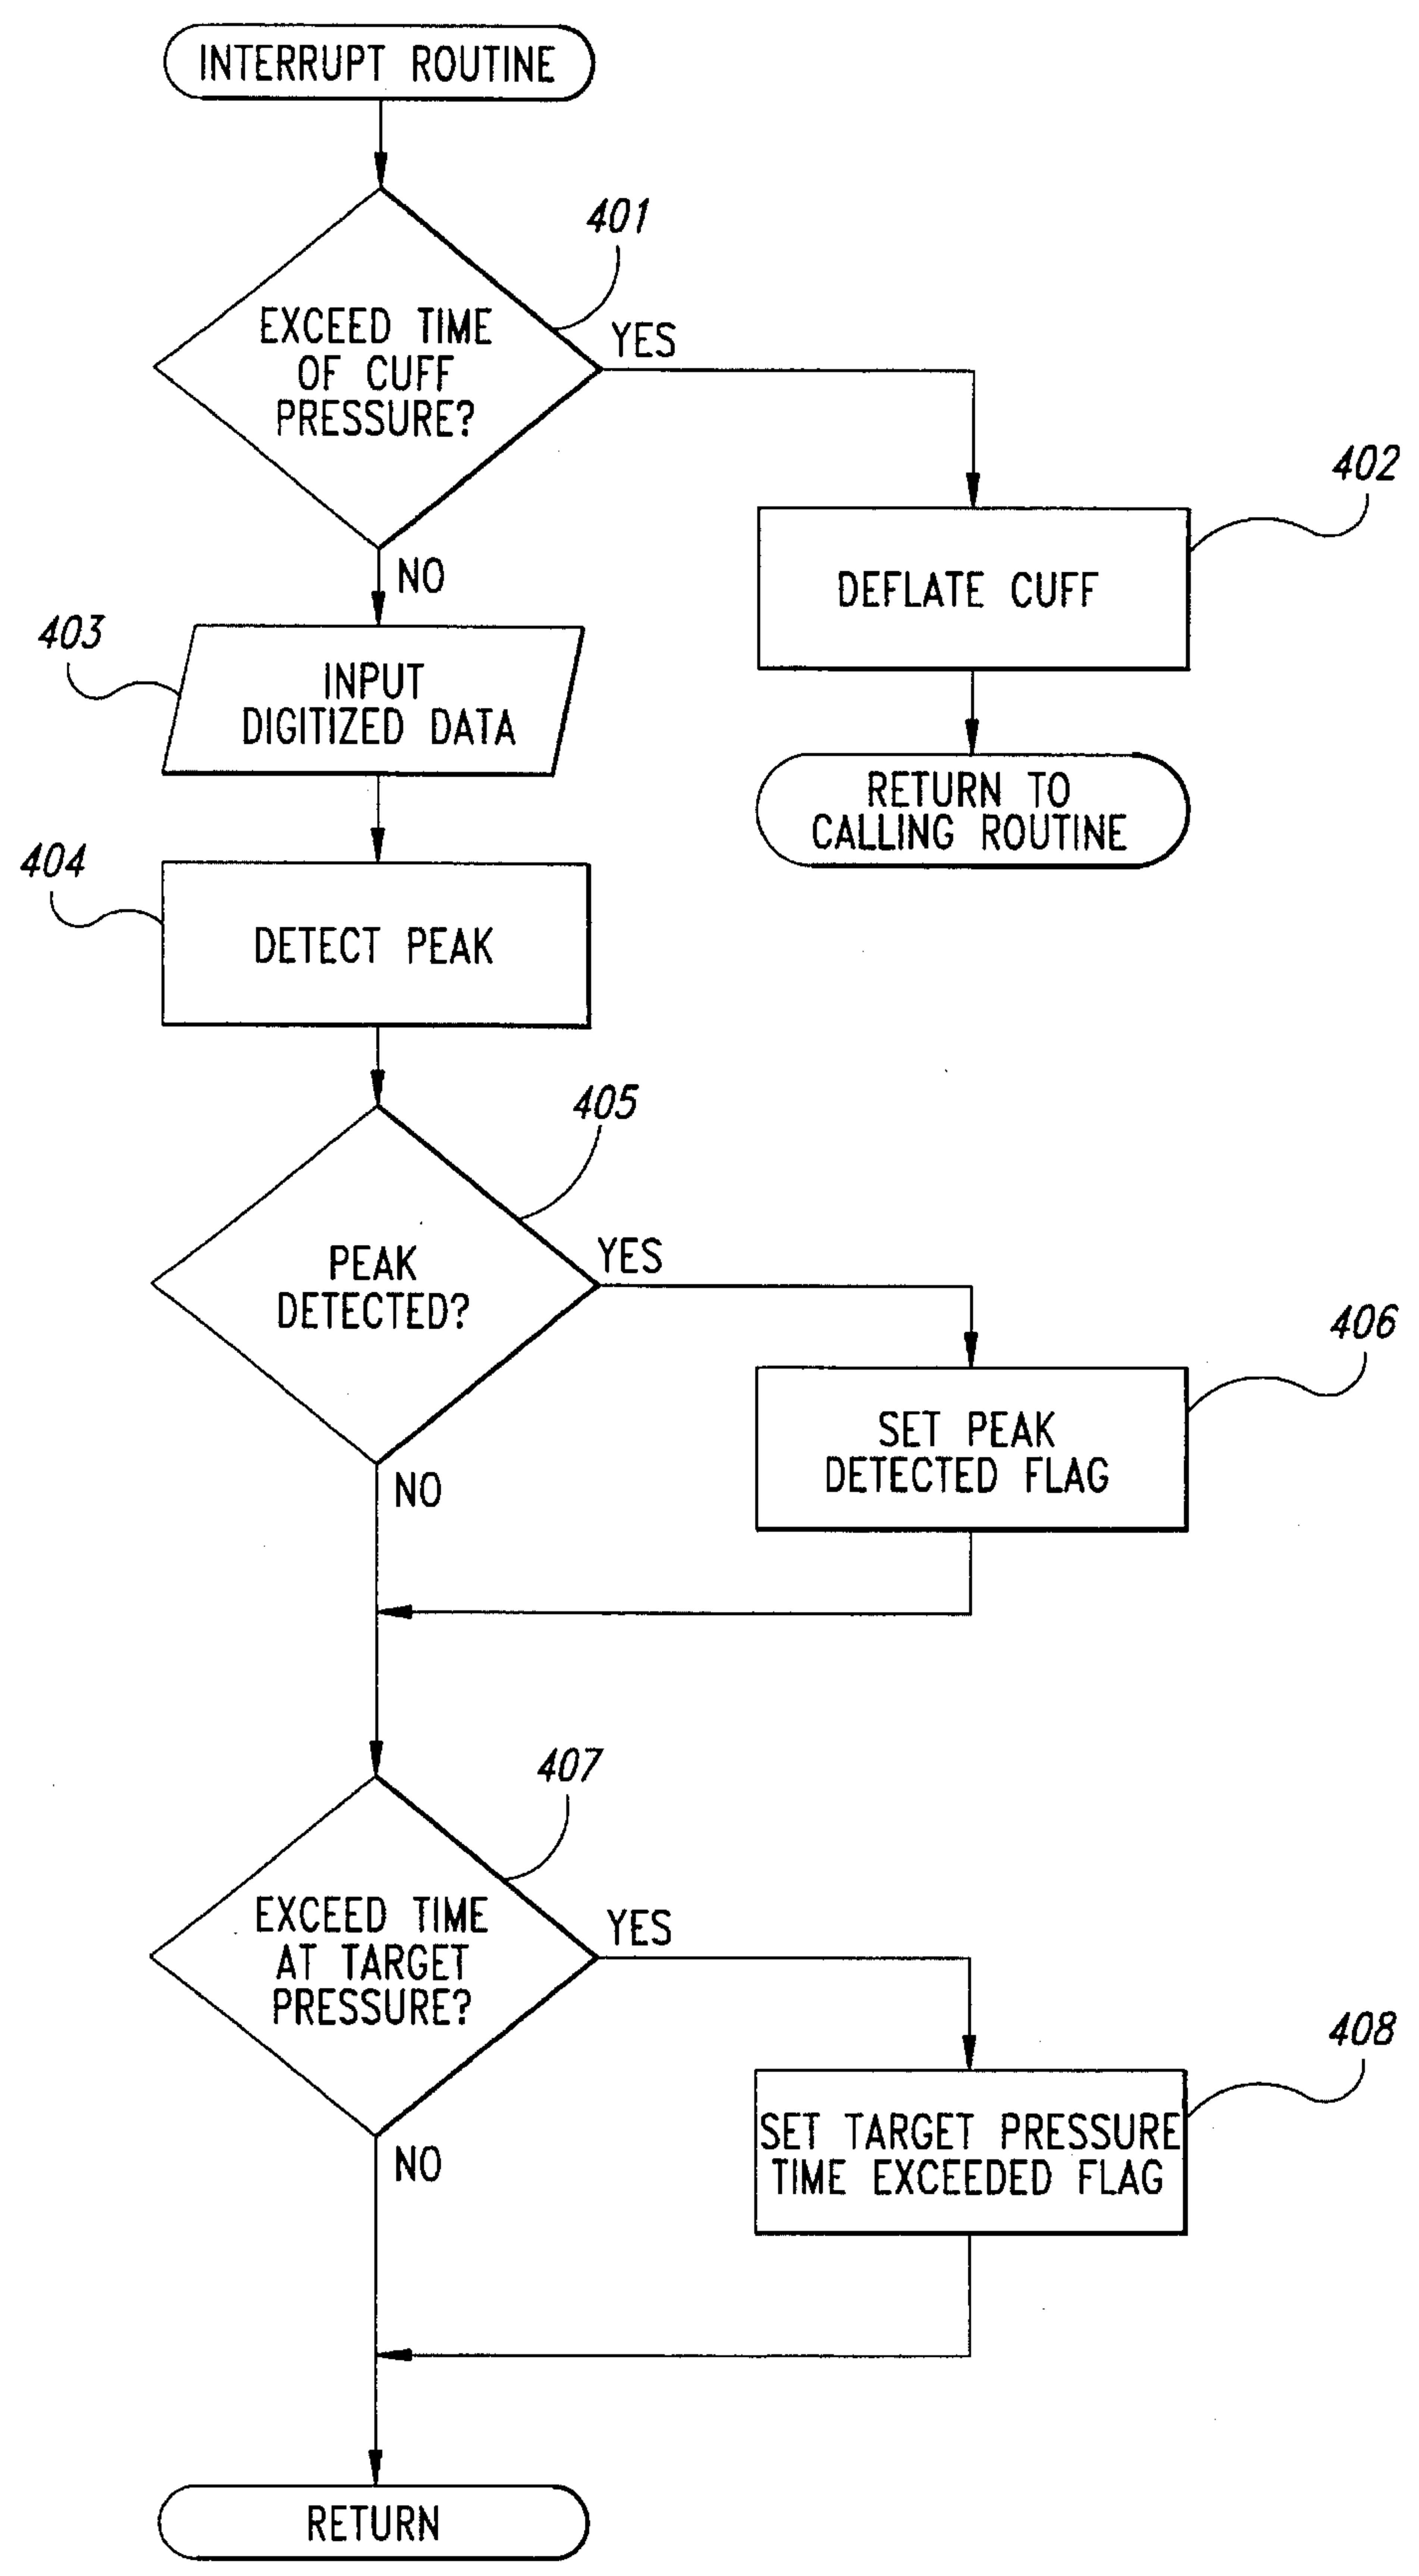 INTERRUPT ROUTINE
401
EXCEED TIME
OF CUFF
PRESSURE?
YES
402
DEFLATE CUFF
NO
403
INPUT
DIGITIZED DATA
RETURN TO
CALLING ROUTINE
404
DETECT PEAK
405
PEAK
DETECTED?
YES
406
SET PEAK
DETECTED FLAG
NO
407
EXCEED TIME
AT TARGET
PRESSURE?
YES
408
SET TARGET PRESSURE
TIME EXCEEDED FLAG
NO
RETURN